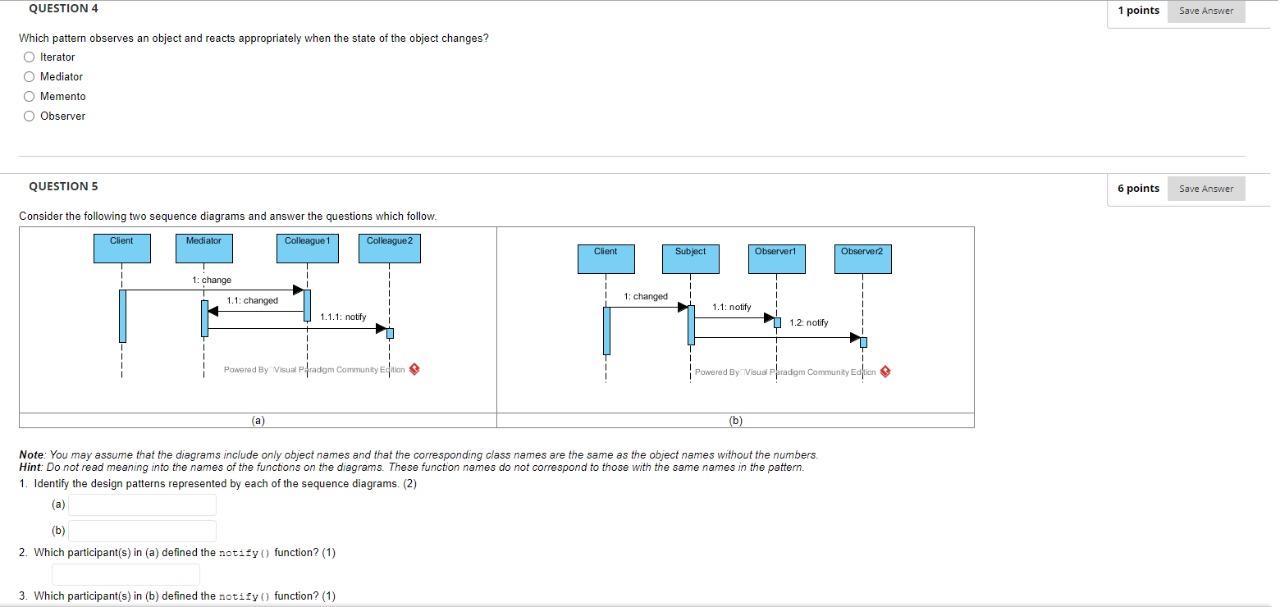 QUESTION 4
1 points
Save Answer
Which pattern observes an object and reacts appropriately when the state of the object changes?
Iterator
Mediator
Memento
Observer
QUESTION 5
6 points
Save Answer
Consider the following two sequence diagrams and answer the questions which follow.
Client
Mediator
Colleague1
Colleague2
1: change
1.1: changed
1.1.1: notify
Powered By Visual Paradigm Community Edition
(a)
Client
Subject
Observer1
Observer2
1: changed
1.1: notify
1.2: notify
Powered By Visual Paradigm Community Edition
(b)
Note: You may assume that the diagrams include only object names and that the corresponding class names are the same as the object names without the numbers.
Hint: Do not read meaning into the names of the functions on the diagrams. These function names do not correspond to those with the same names in the pattern.
1. Identify the design patterns represented by each of the sequence diagrams. (2)
(a)
(b)
2. Which participant(s) in (a) defined the notify() function? (1)
3. Which participant(s) in (b) defined the notify() function? (1)